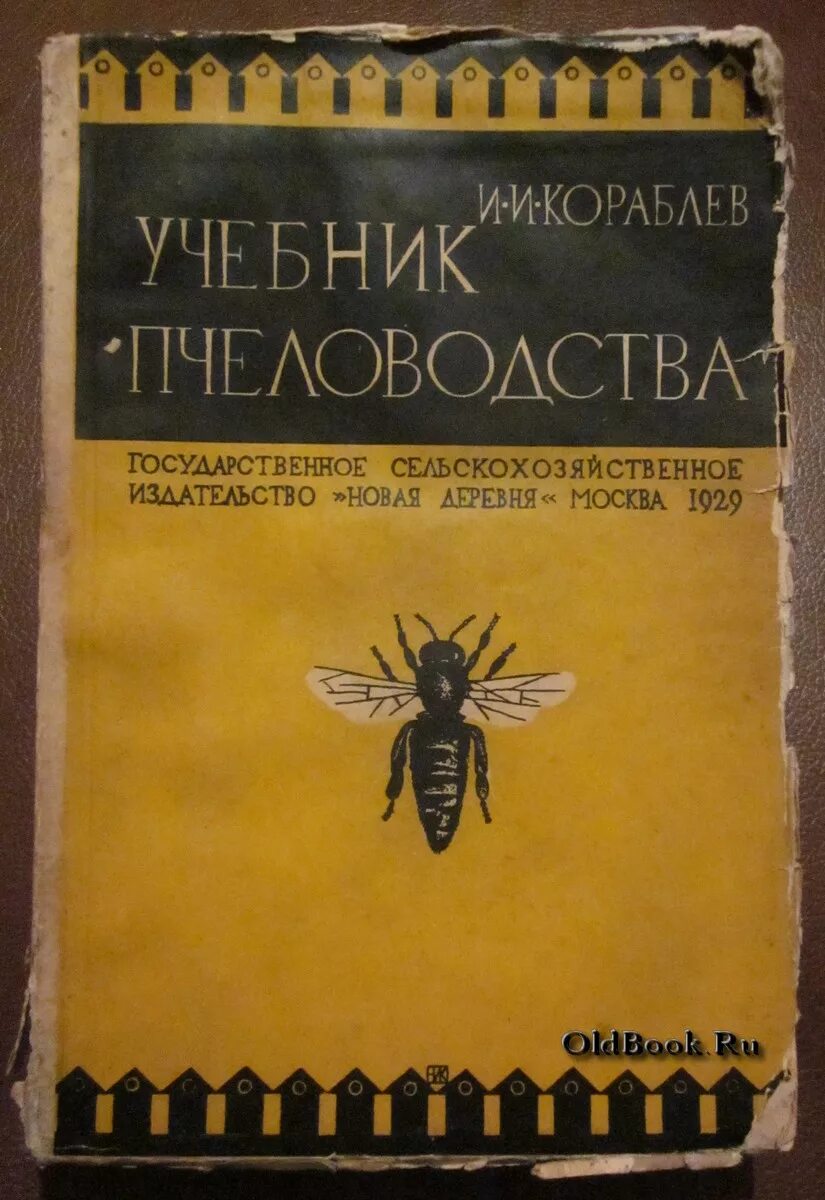 И·И·КОРАБЛЕВ
УЧЕБНИК
ПЧЕЛОВОДСТВА
ГОСУДАРСТВЕННОЕ СЕЛЬСКОХОЗЯЙСТВЕННОЕ
ИЗДАТЕЛЬСТВО »НОВАЯ ДЕРЕВНЯ« МОСКВА 1929
OldBook.Ru